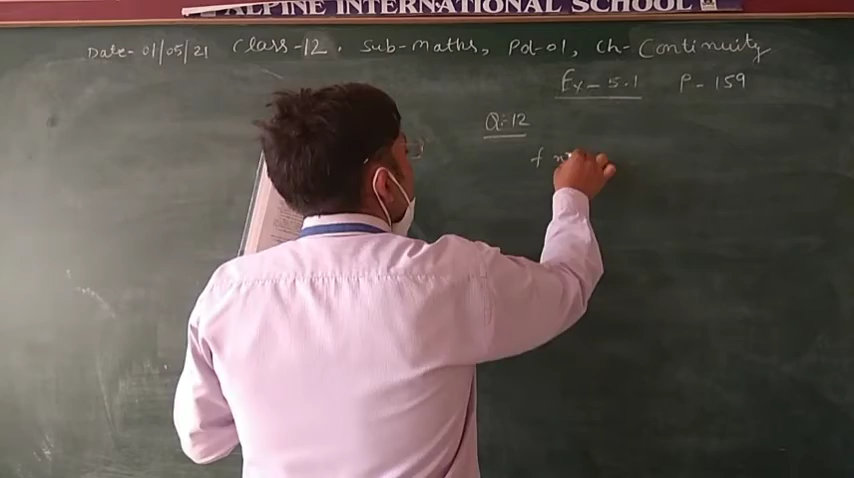 ALPINE INTERNATIONAL SCHOOL
Date- 01/05/21 Class-12. Sub-Maths, Pd-01, Ch-Continuity
Ex-5.1 P-159
Q:12
f